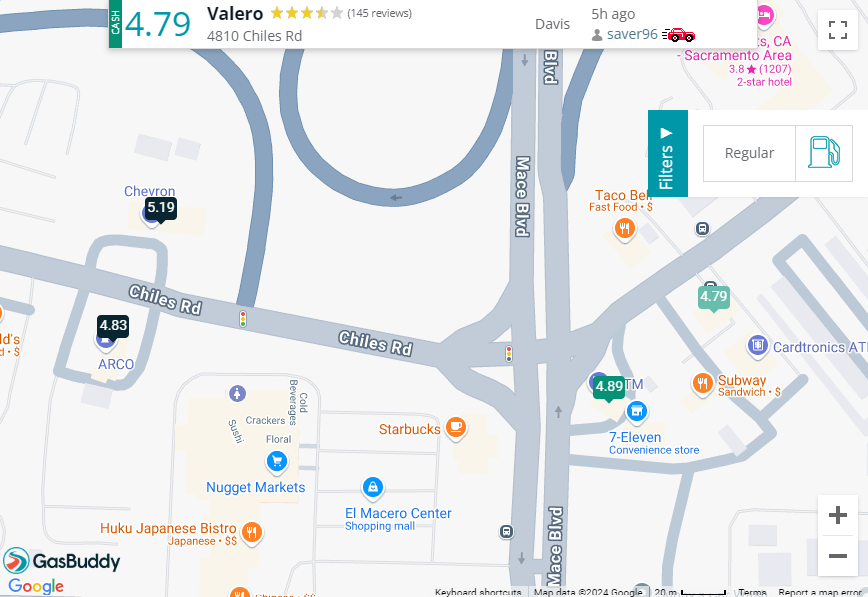 CASH
4.79
Valero
(145 reviews)
4810 Chiles Rd
Davis
5h ago
saver96
ts, CA
- Sacramento Area
3.8 ★ (1207)
2-star hotel
Blvd
Filters
Regular
Mace Blvd
Chevron
5.19
Taco Bell
Fast Food • $
Chiles Rd
4.79
4.83
ARCO
ld's
d • $
Chiles Rd
Cardtronics ATM
4.89
TM
Subway
Sandwich • $
7-Eleven
Convenience store
Cold
Beverages
Crackers
Sushi
Floral
Starbucks
Nugget Markets
El Macero Center
Shopping mall
Huku Japanese Bistro
Japanese • $$
Mace Blvd
+
−
GasBuddy
Google
Keyboard shortcuts
Map data ©2024 Google
20 m
Terms
Report a map error